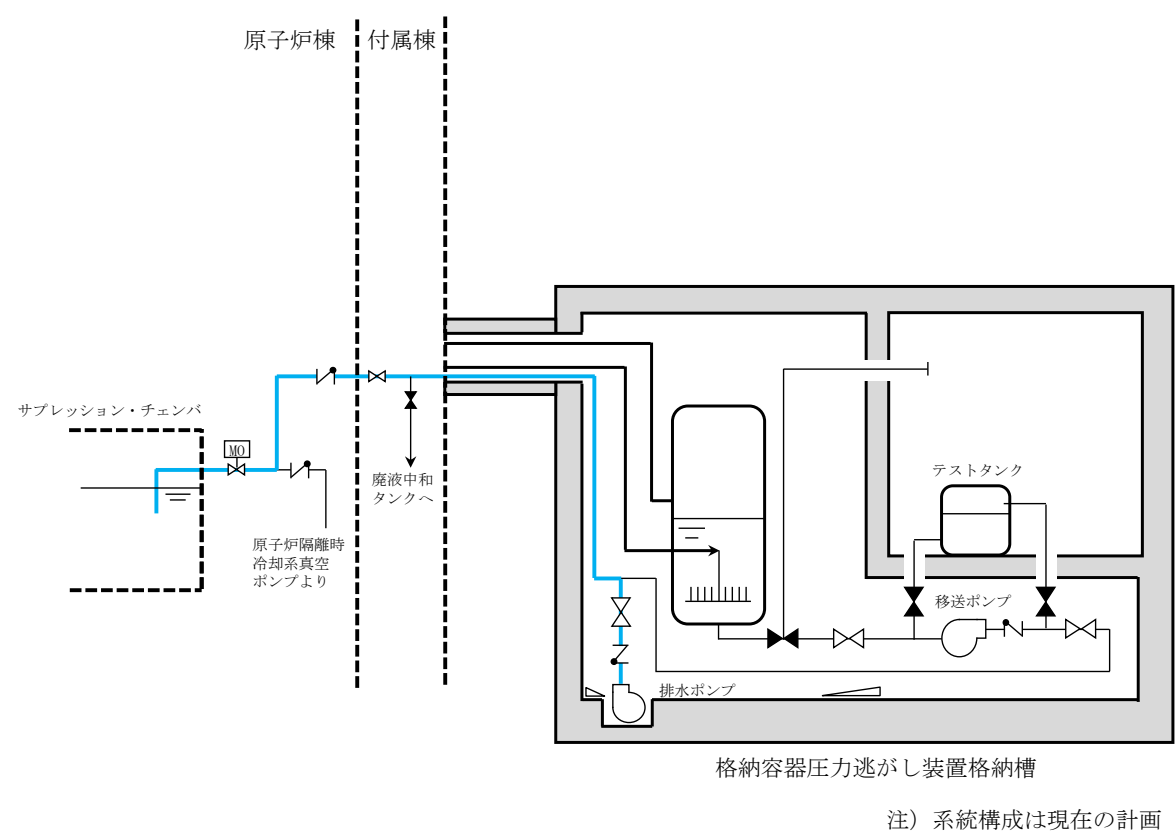 原子炉棟
付属棟
サプレッション・チェンバ
MO
廃液中和
タンクへ
テストタンク
原子炉隔離時
冷却系真空
ポンプより
移送ポンプ
排水ポンプ
格納容器圧力逃がし装置格納槽
注）系統構成は現在の計画